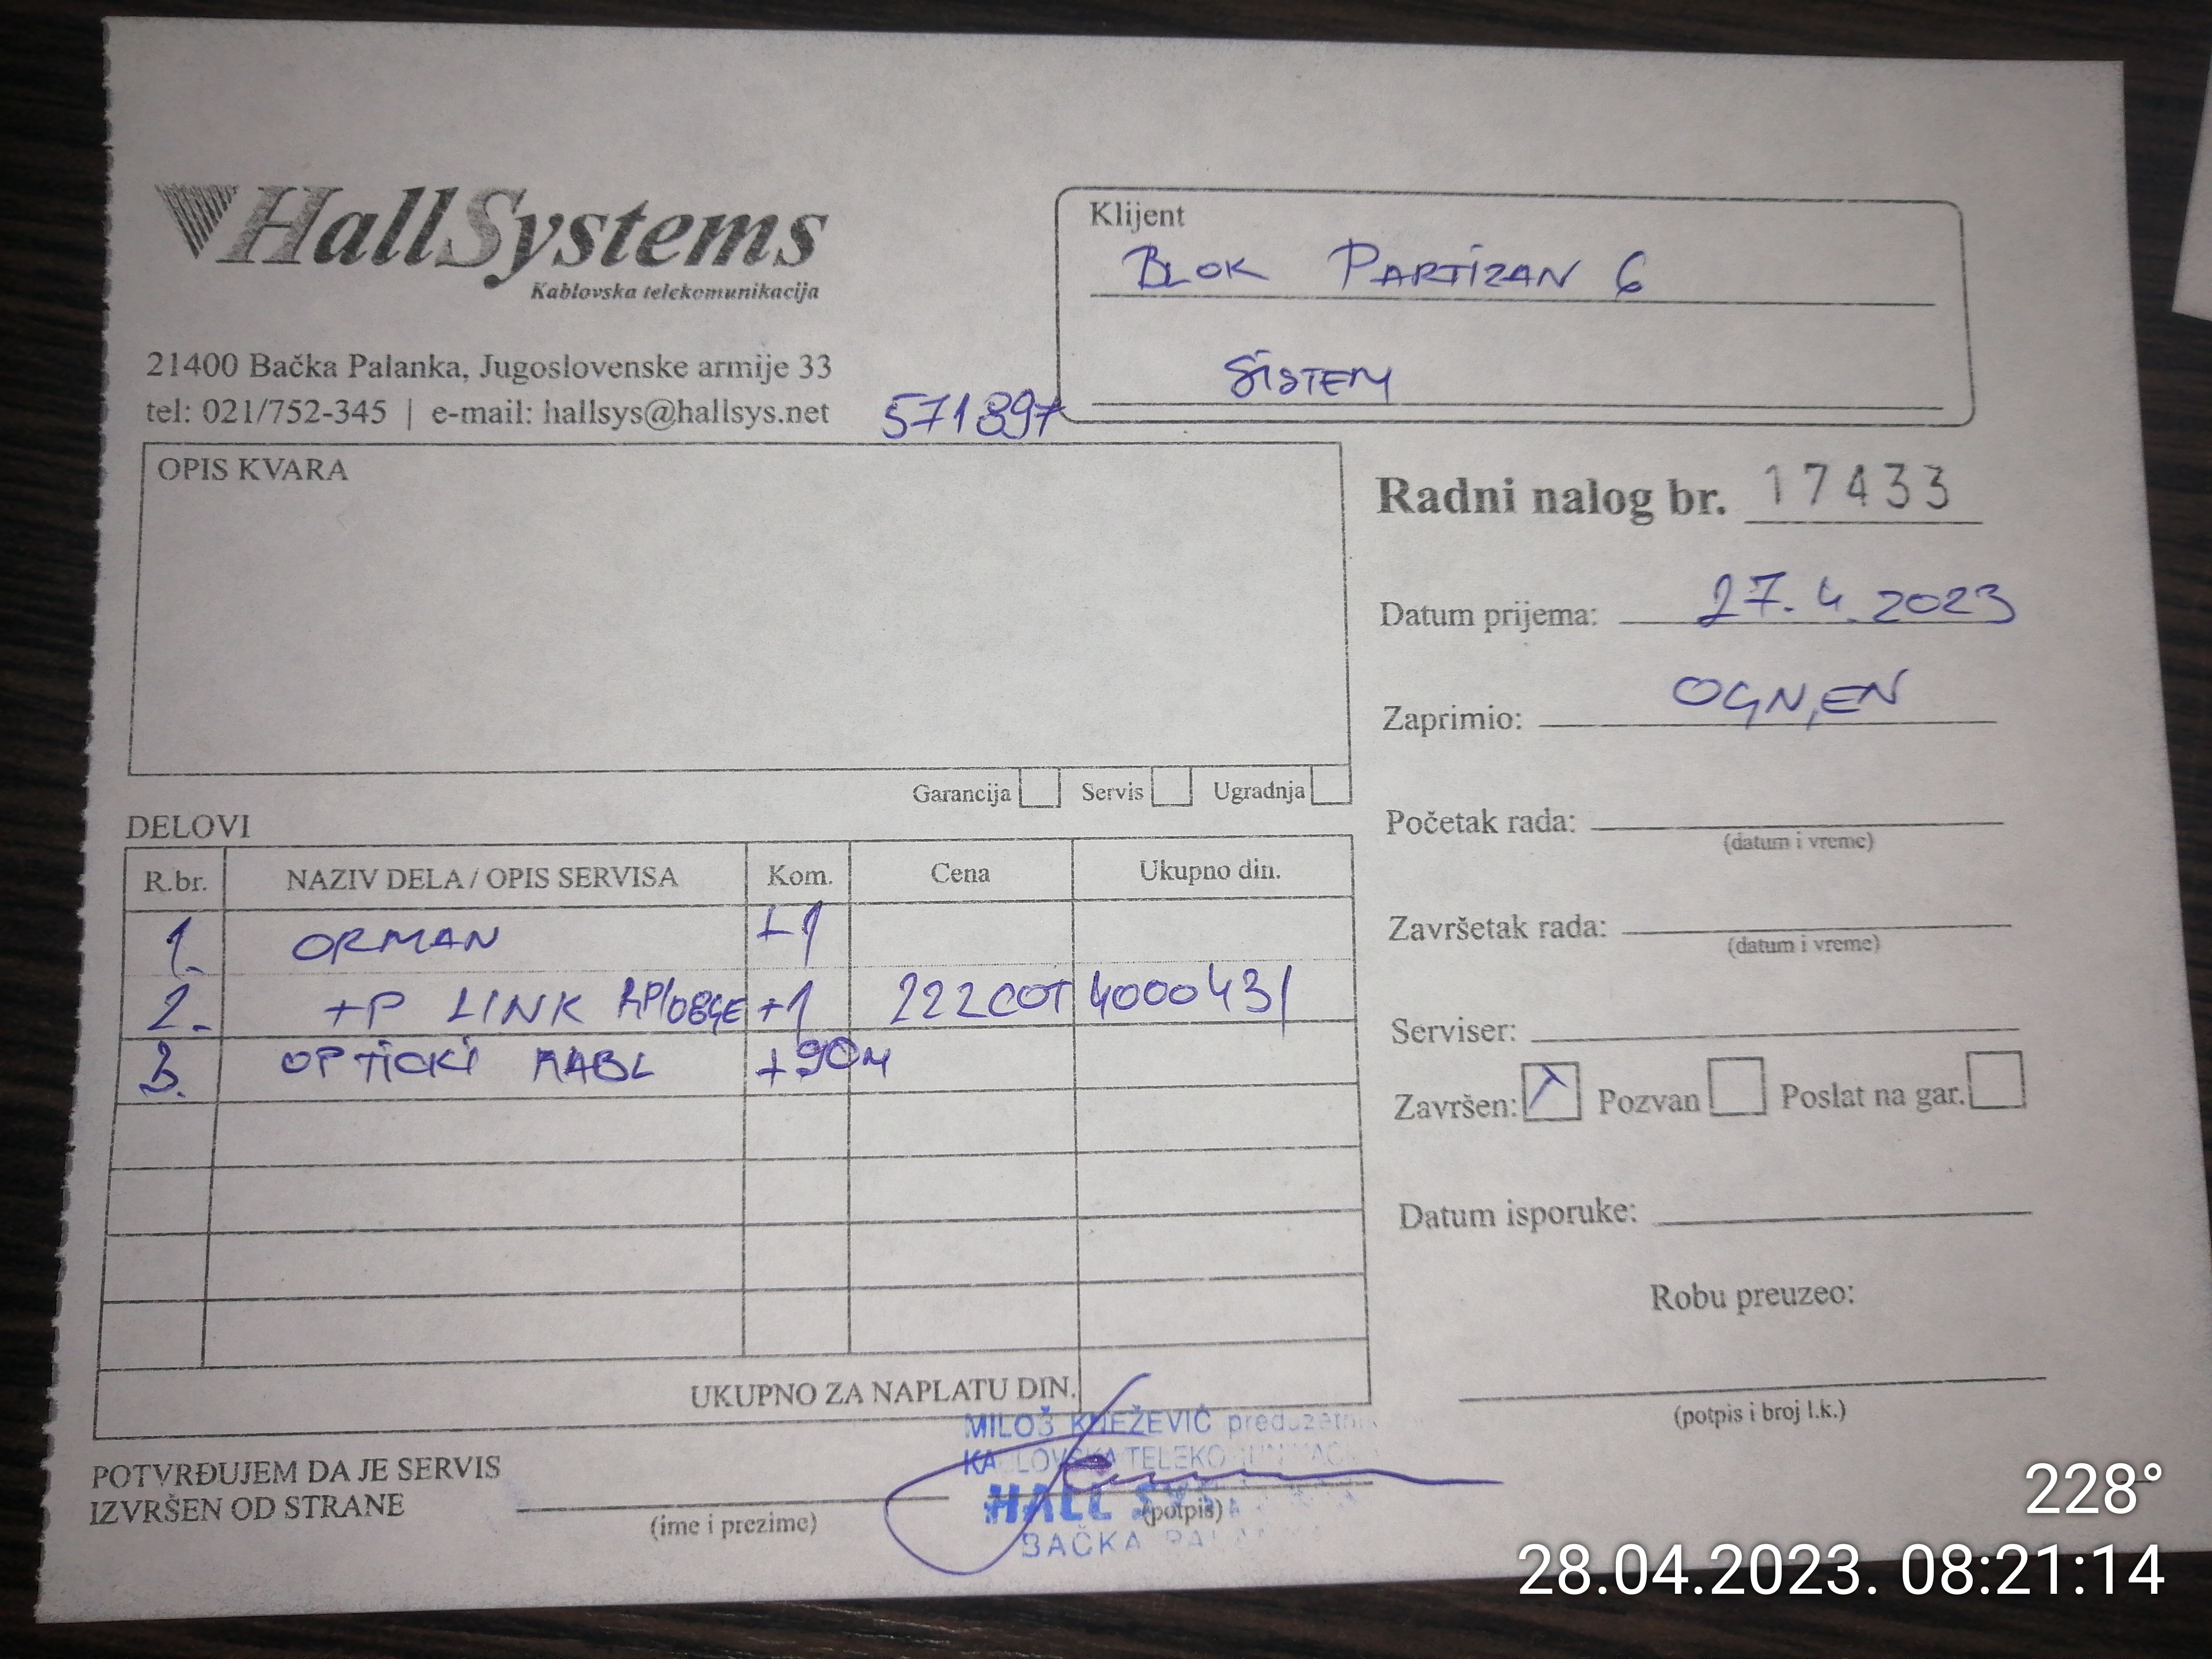 HallSystems
Kablovska telekomunikacija
21400 Bačka Palanka, Jugoslovenske armije 33
tel: 021/752-345 | e-mail: hallsys@hallsys.net
571897
Klijent
BLOK PARTIZAN 6
SISTEM
OPIS KVARA
Garancija Servis Ugradnja
Radni nalog br. 17433
Datum prijema: 27.4.2023
Zaprimio: OGNJEN
Početak rada:
(datum i vreme)
Završetak rada:
(datum i vreme)
Serviser:
Završen: Pozvan Poslat na gar.
Datum isporuke:
Robu preuzeo:
(potpis i broj l.k.)
DELOVI
R.br. NAZIV DELA / OPIS SERVISA Kom. Cena Ukupno din.
1. ORMAN +1
2. +P LINK +1 222COT 4000431
3. OPTICKI KABL +90M
UKUPNO ZA NAPLATU DIN.
MILOŠ KNEŽEVIĆ preduzetnik
HALL
BAČKA
POTVRĐUJEM DA JE SERVIS
IZVRŠEN OD STRANE
(ime i prezime)
(potpis)
228°
28.04.2023. 08:21:14